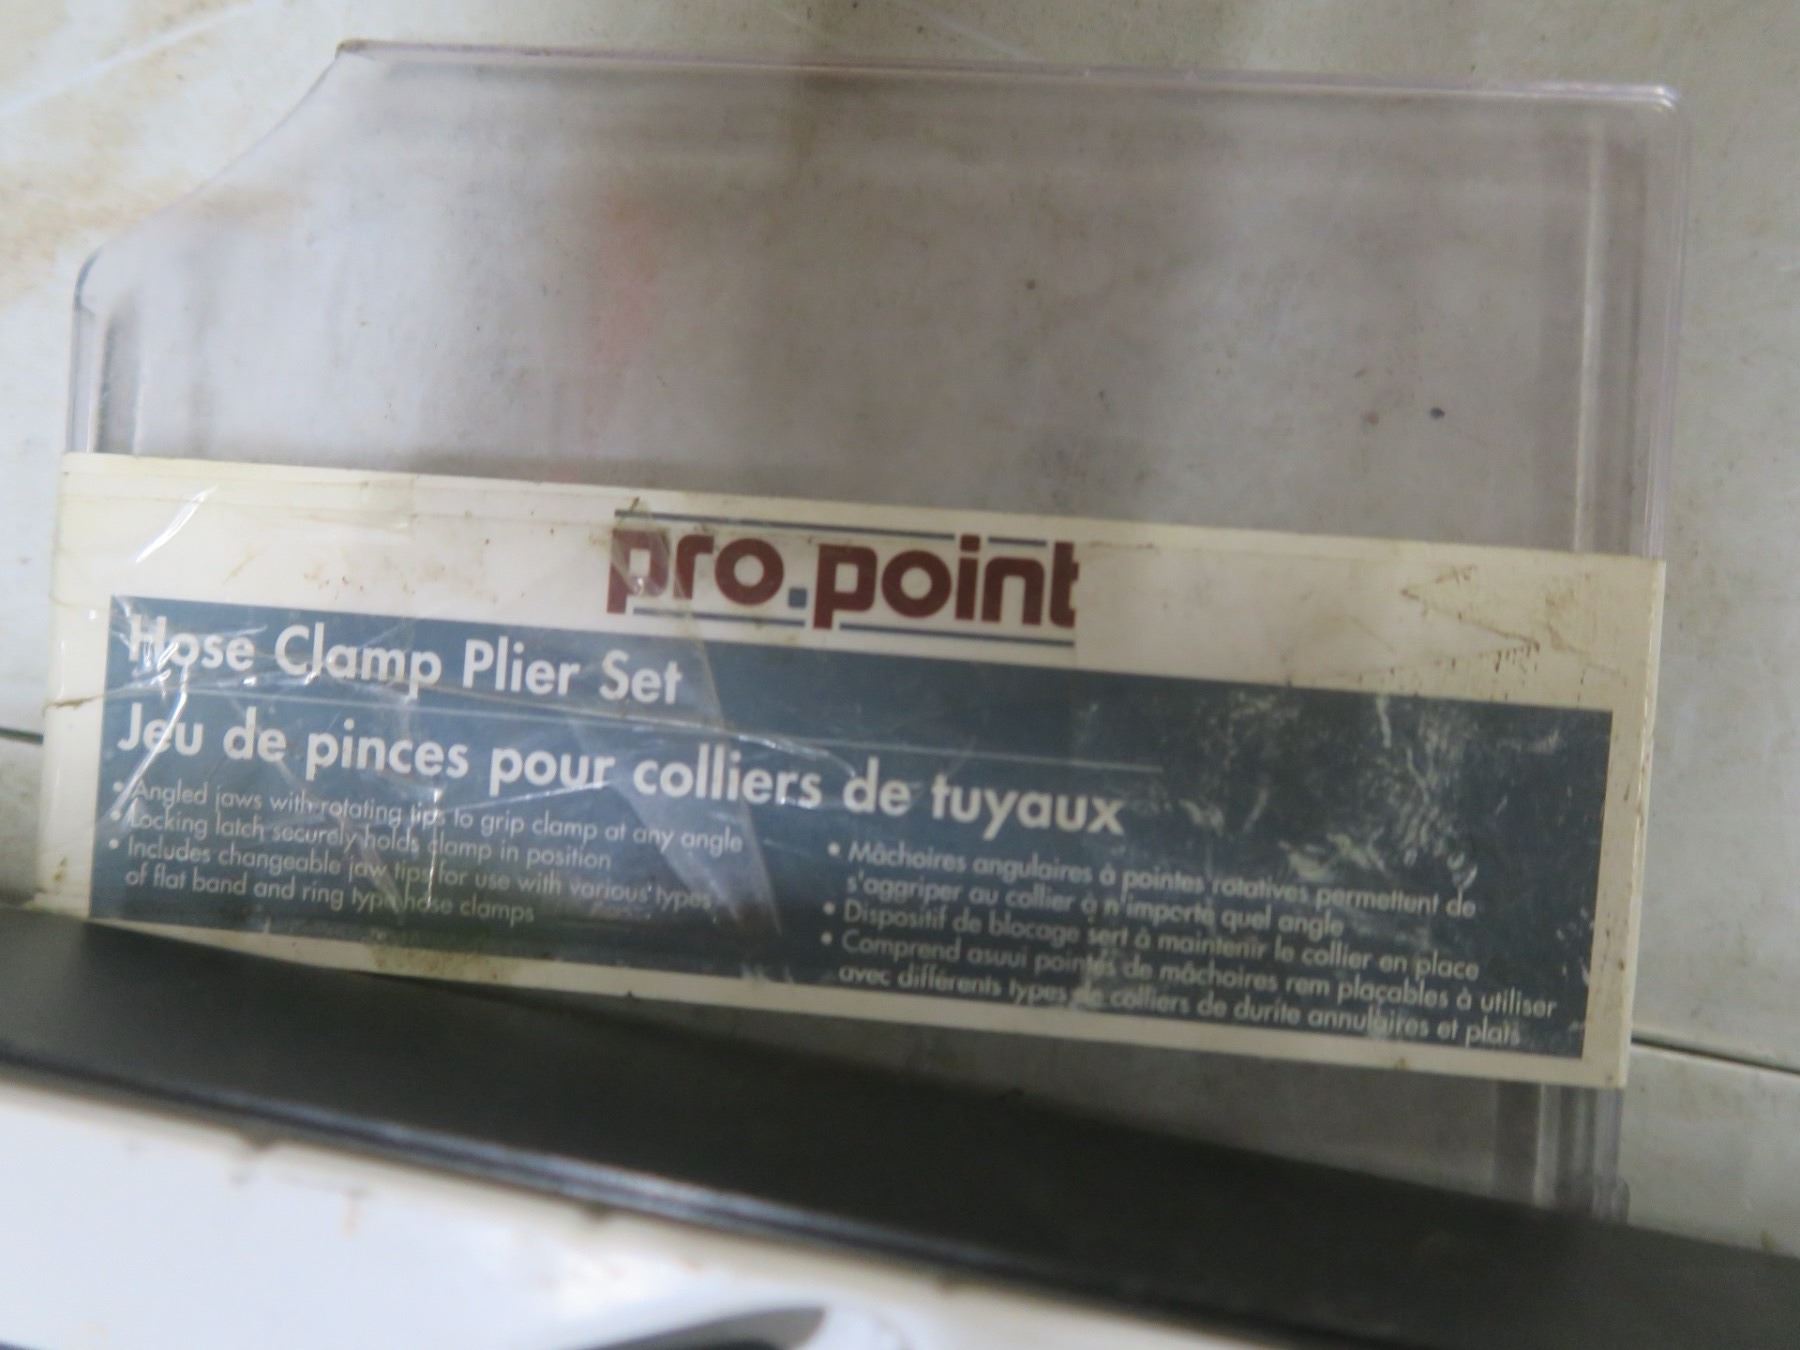 pro.point
Hose Clamp Plier Set
Jeu de pinces pour colliers de tuyaux
• Angled jaws with rotating tips to grip clamp at any angle
• Locking latch securely holds clamp in position
• Includes changeable jaw tips for use with various types
of flat band and ring type hose clamps
• Mâchoires angulaires à pointes rotatives permettent de
s'aggriper au collier à n'importe quel angle
• Dispositif de blocage sert à maintenir le collier en place
• Comprend asuui pointes de mâchoires rem plaçables à utiliser
avec différents types de colliers de durite annulaires et plats